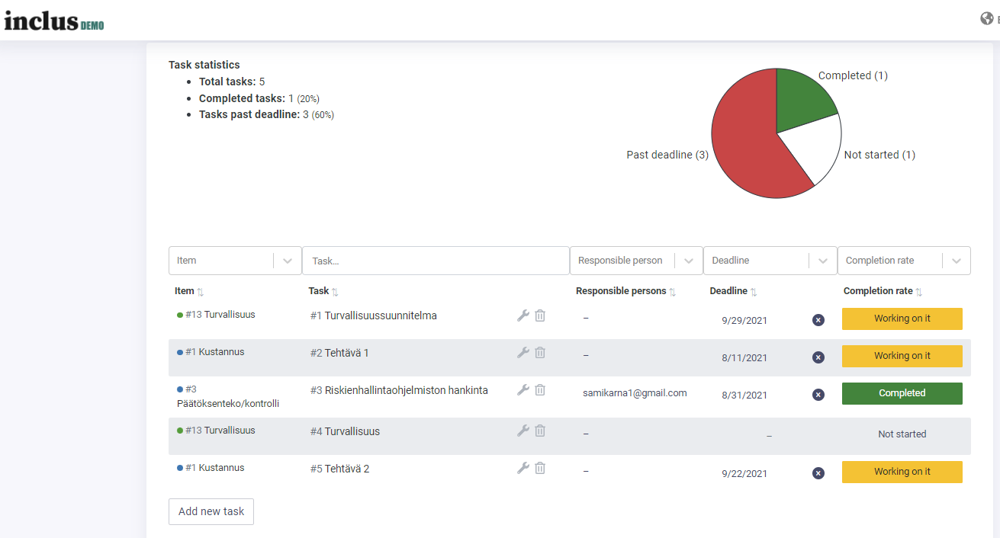 inclus DEMO
Task statistics
Total tasks: 5
Completed tasks: 1 (20%)
Tasks past deadline: 3 (60%)
Completed (1)
Past deadline (3)
Not started (1)
Item Task... Responsible person Deadline Completion rate
Item Task Responsible persons Deadline Completion rate
#13 Turvallisuus #1 Turvallisuussuunnitelma – 9/29/2021 Working on it
#1 Kustannus #2 Tehtävä 1 – 8/11/2021 Working on it
#3 #3 Riskienhallintaohjelmiston hankinta samikarna1@gmail.com 8/31/2021 Completed
Päätöksenteko/kontrolli
#13 Turvallisuus #4 Turvallisuus – – Not started
#1 Kustannus #5 Tehtävä 2 – 9/22/2021 Working on it
Add new task